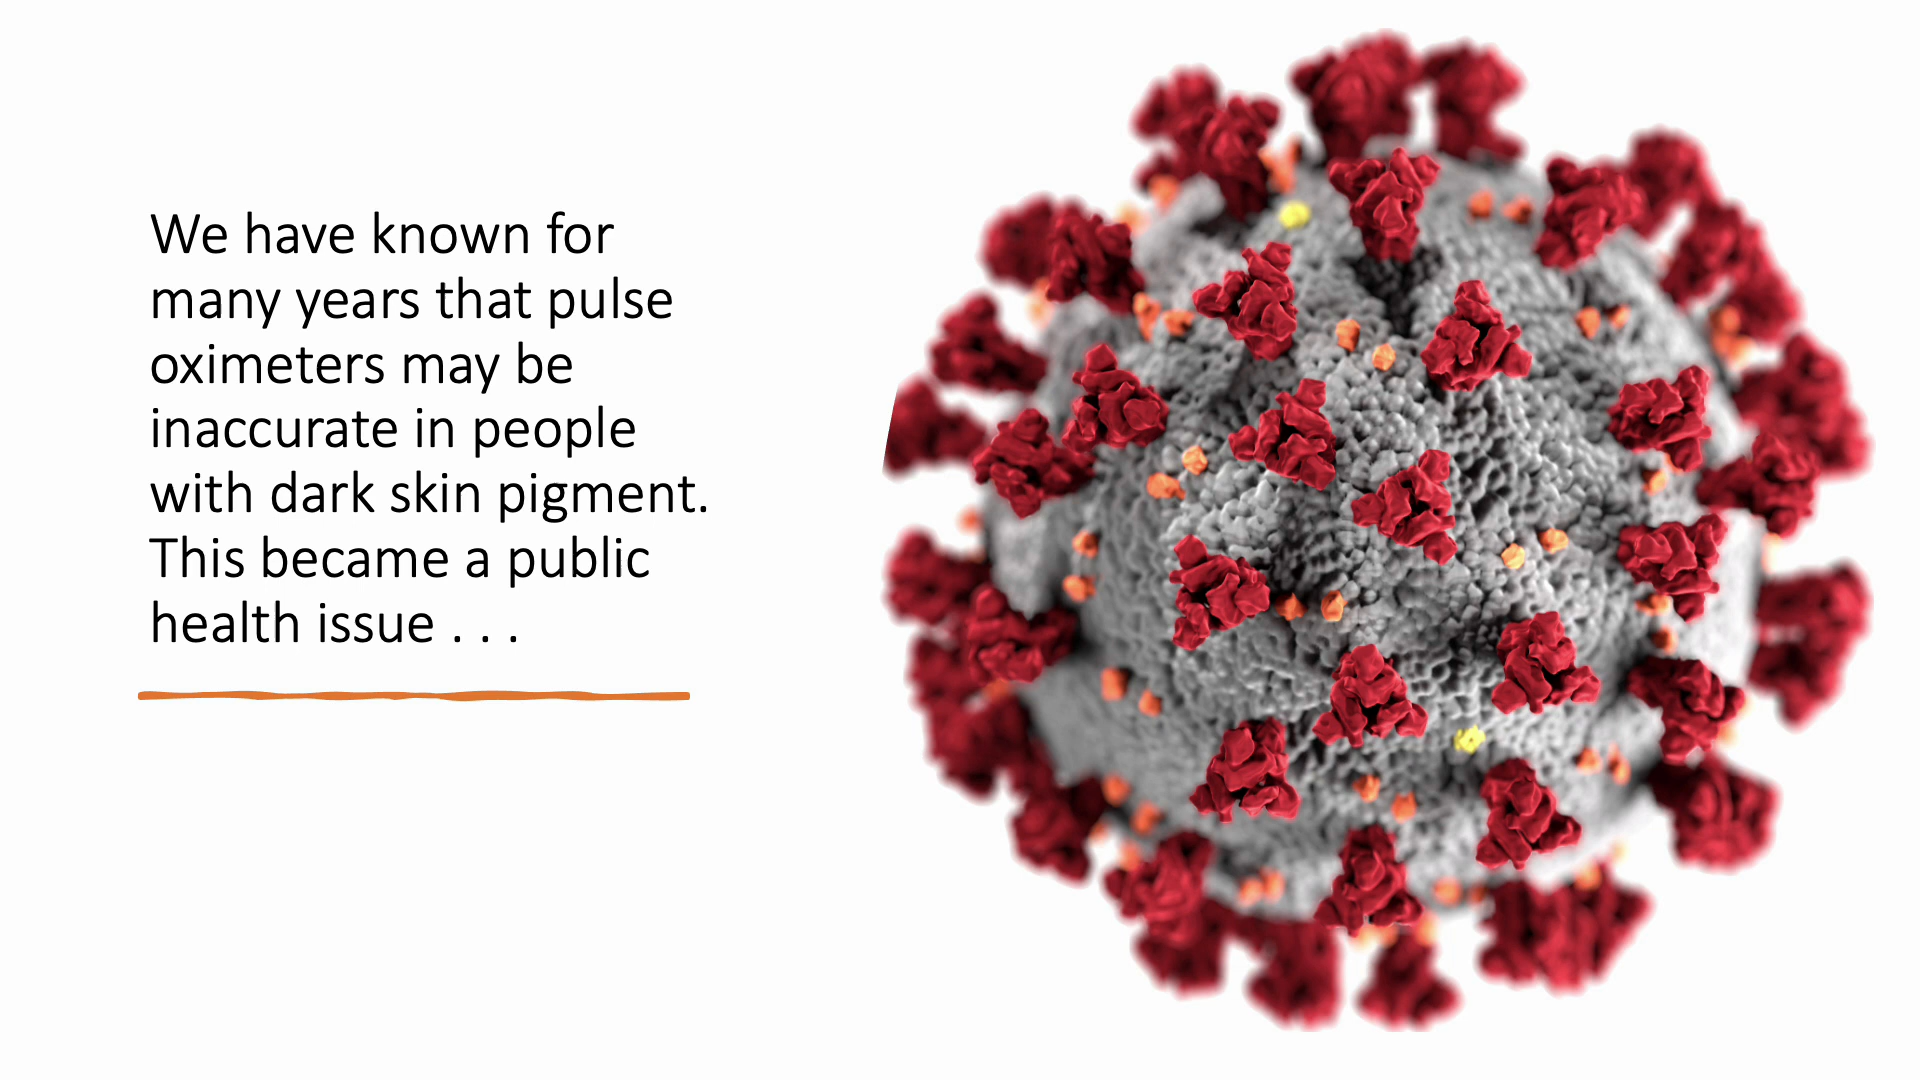 We have known for
many years that pulse
oximeters may be
inaccurate in people
with dark skin pigment.
This became a public
health issue . . .